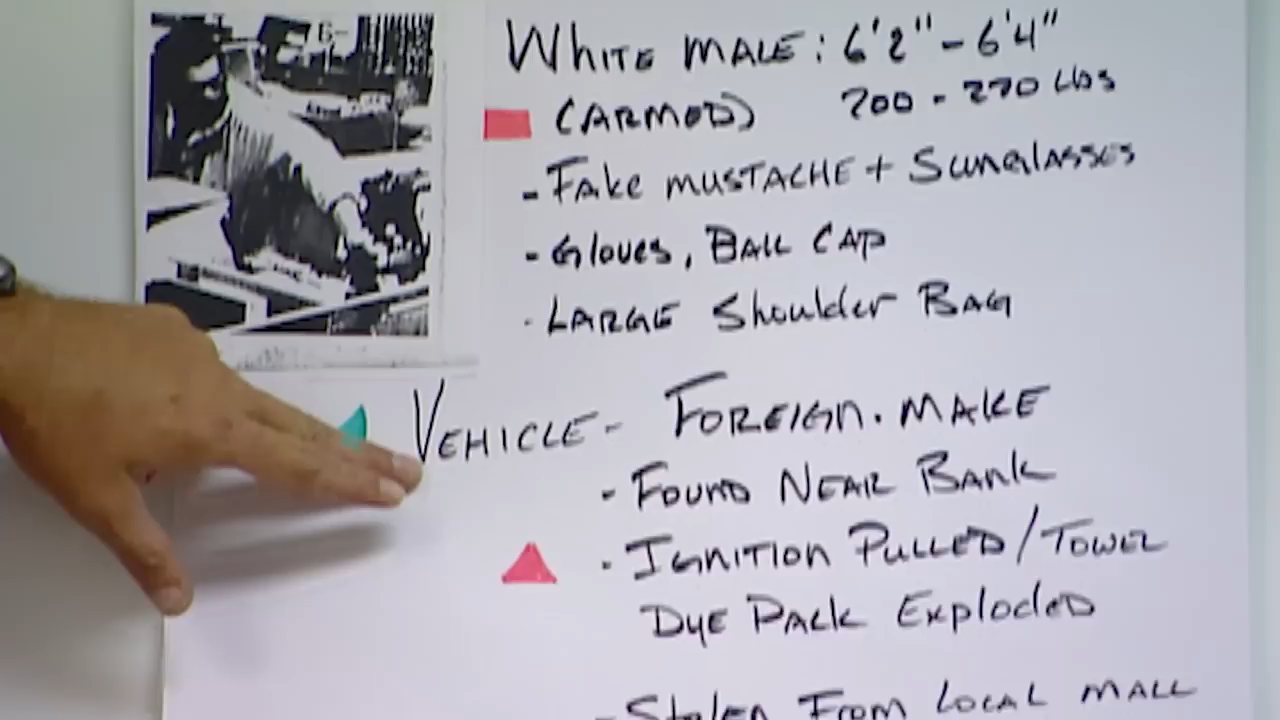 White male: 6'2" - 6'4"
(Armed) 200 - 270 lbs
- Fake mustache + Sunglasses
- Gloves, Ball Cap
- Large Shoulder Bag
Vehicle - Foreign. make
- Found Near Bank
- Ignition Pulled / Towel
Dye Pack Exploded
- Stolen From Local mall